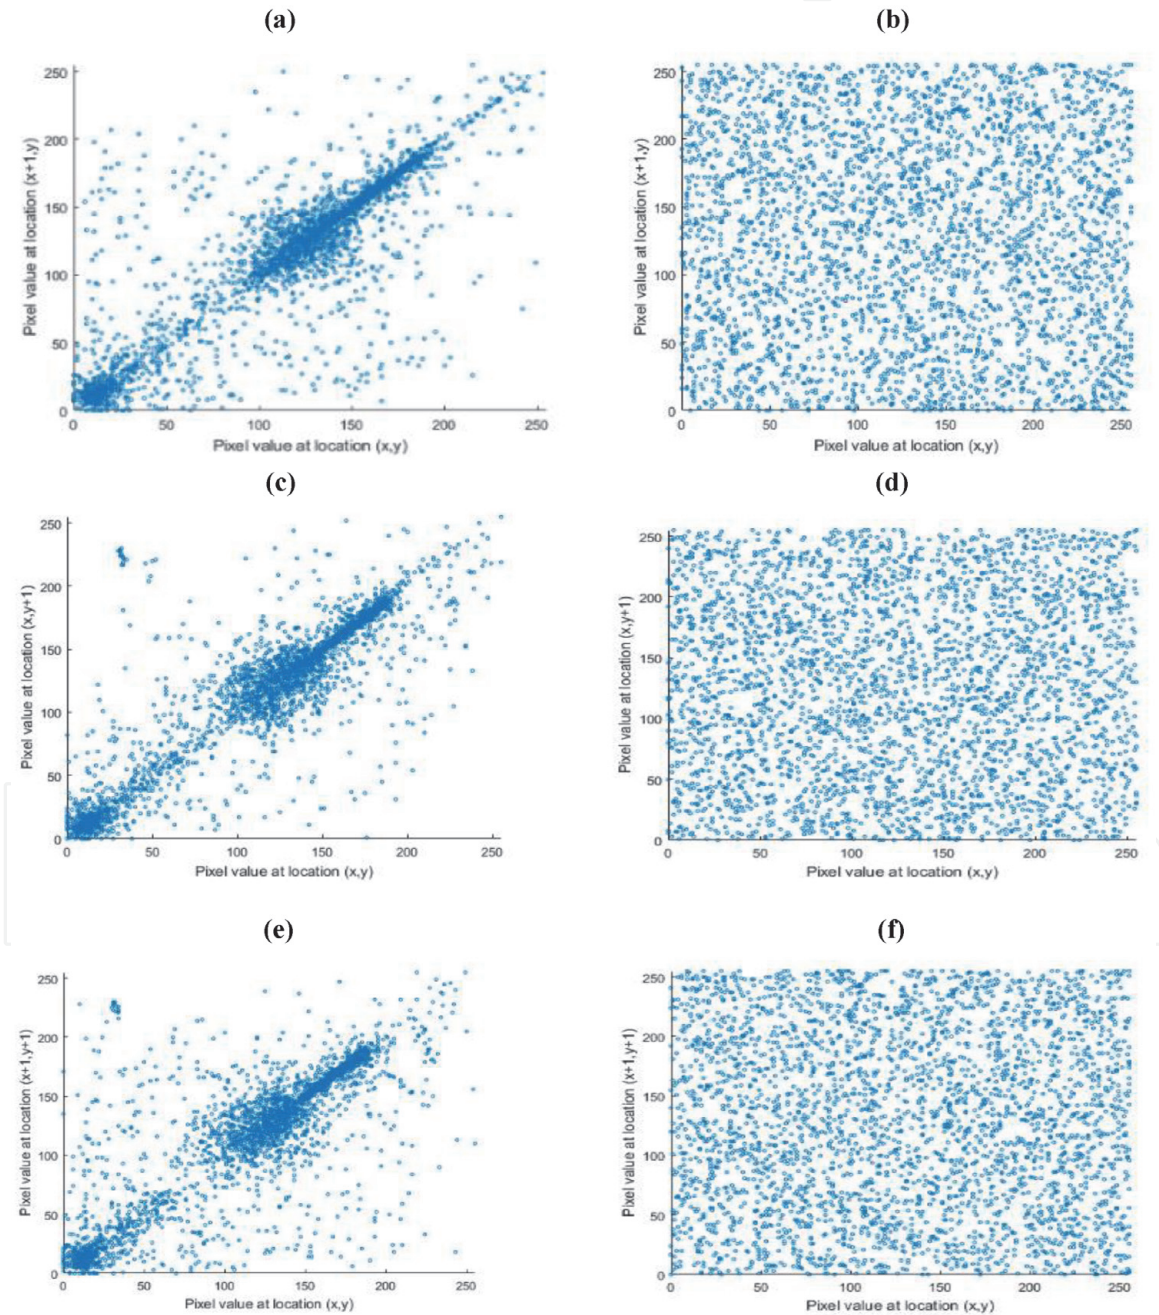 (a)
(b)
Pixel value at location (x+1,y)
250
200
150
100
50
0
0 50 100 150 200 250
Pixel value at location (x,y)
Pixel value at location (x+1,y)
250
200
150
100
50
0
0 50 100 150 200 250
Pixel value at location (x,y)
(c)
(d)
Pixel value at location (x,y+1)
250
200
150
100
50
0
0 50 100 150 200 250
Pixel value at location (x,y)
Pixel value at location (x,y+1)
250
200
150
100
50
0
0 50 100 150 200 250
Pixel value at location (x,y)
(e)
(f)
Pixel value at location (x+1,y+1)
250
200
150
100
50
0
0 50 100 150 200 250
Pixel value at location (x,y)
Pixel value at location (x+1,y+1)
250
200
150
100
50
0
0 50 100 150 200 250
Pixel value at location (x,y)